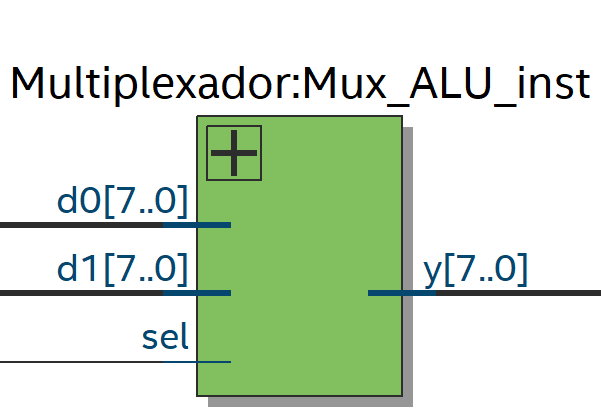 Multiplexador:Mux_ALU_inst
d0[7..0]
d1[7..0]
y[7..0]
sel